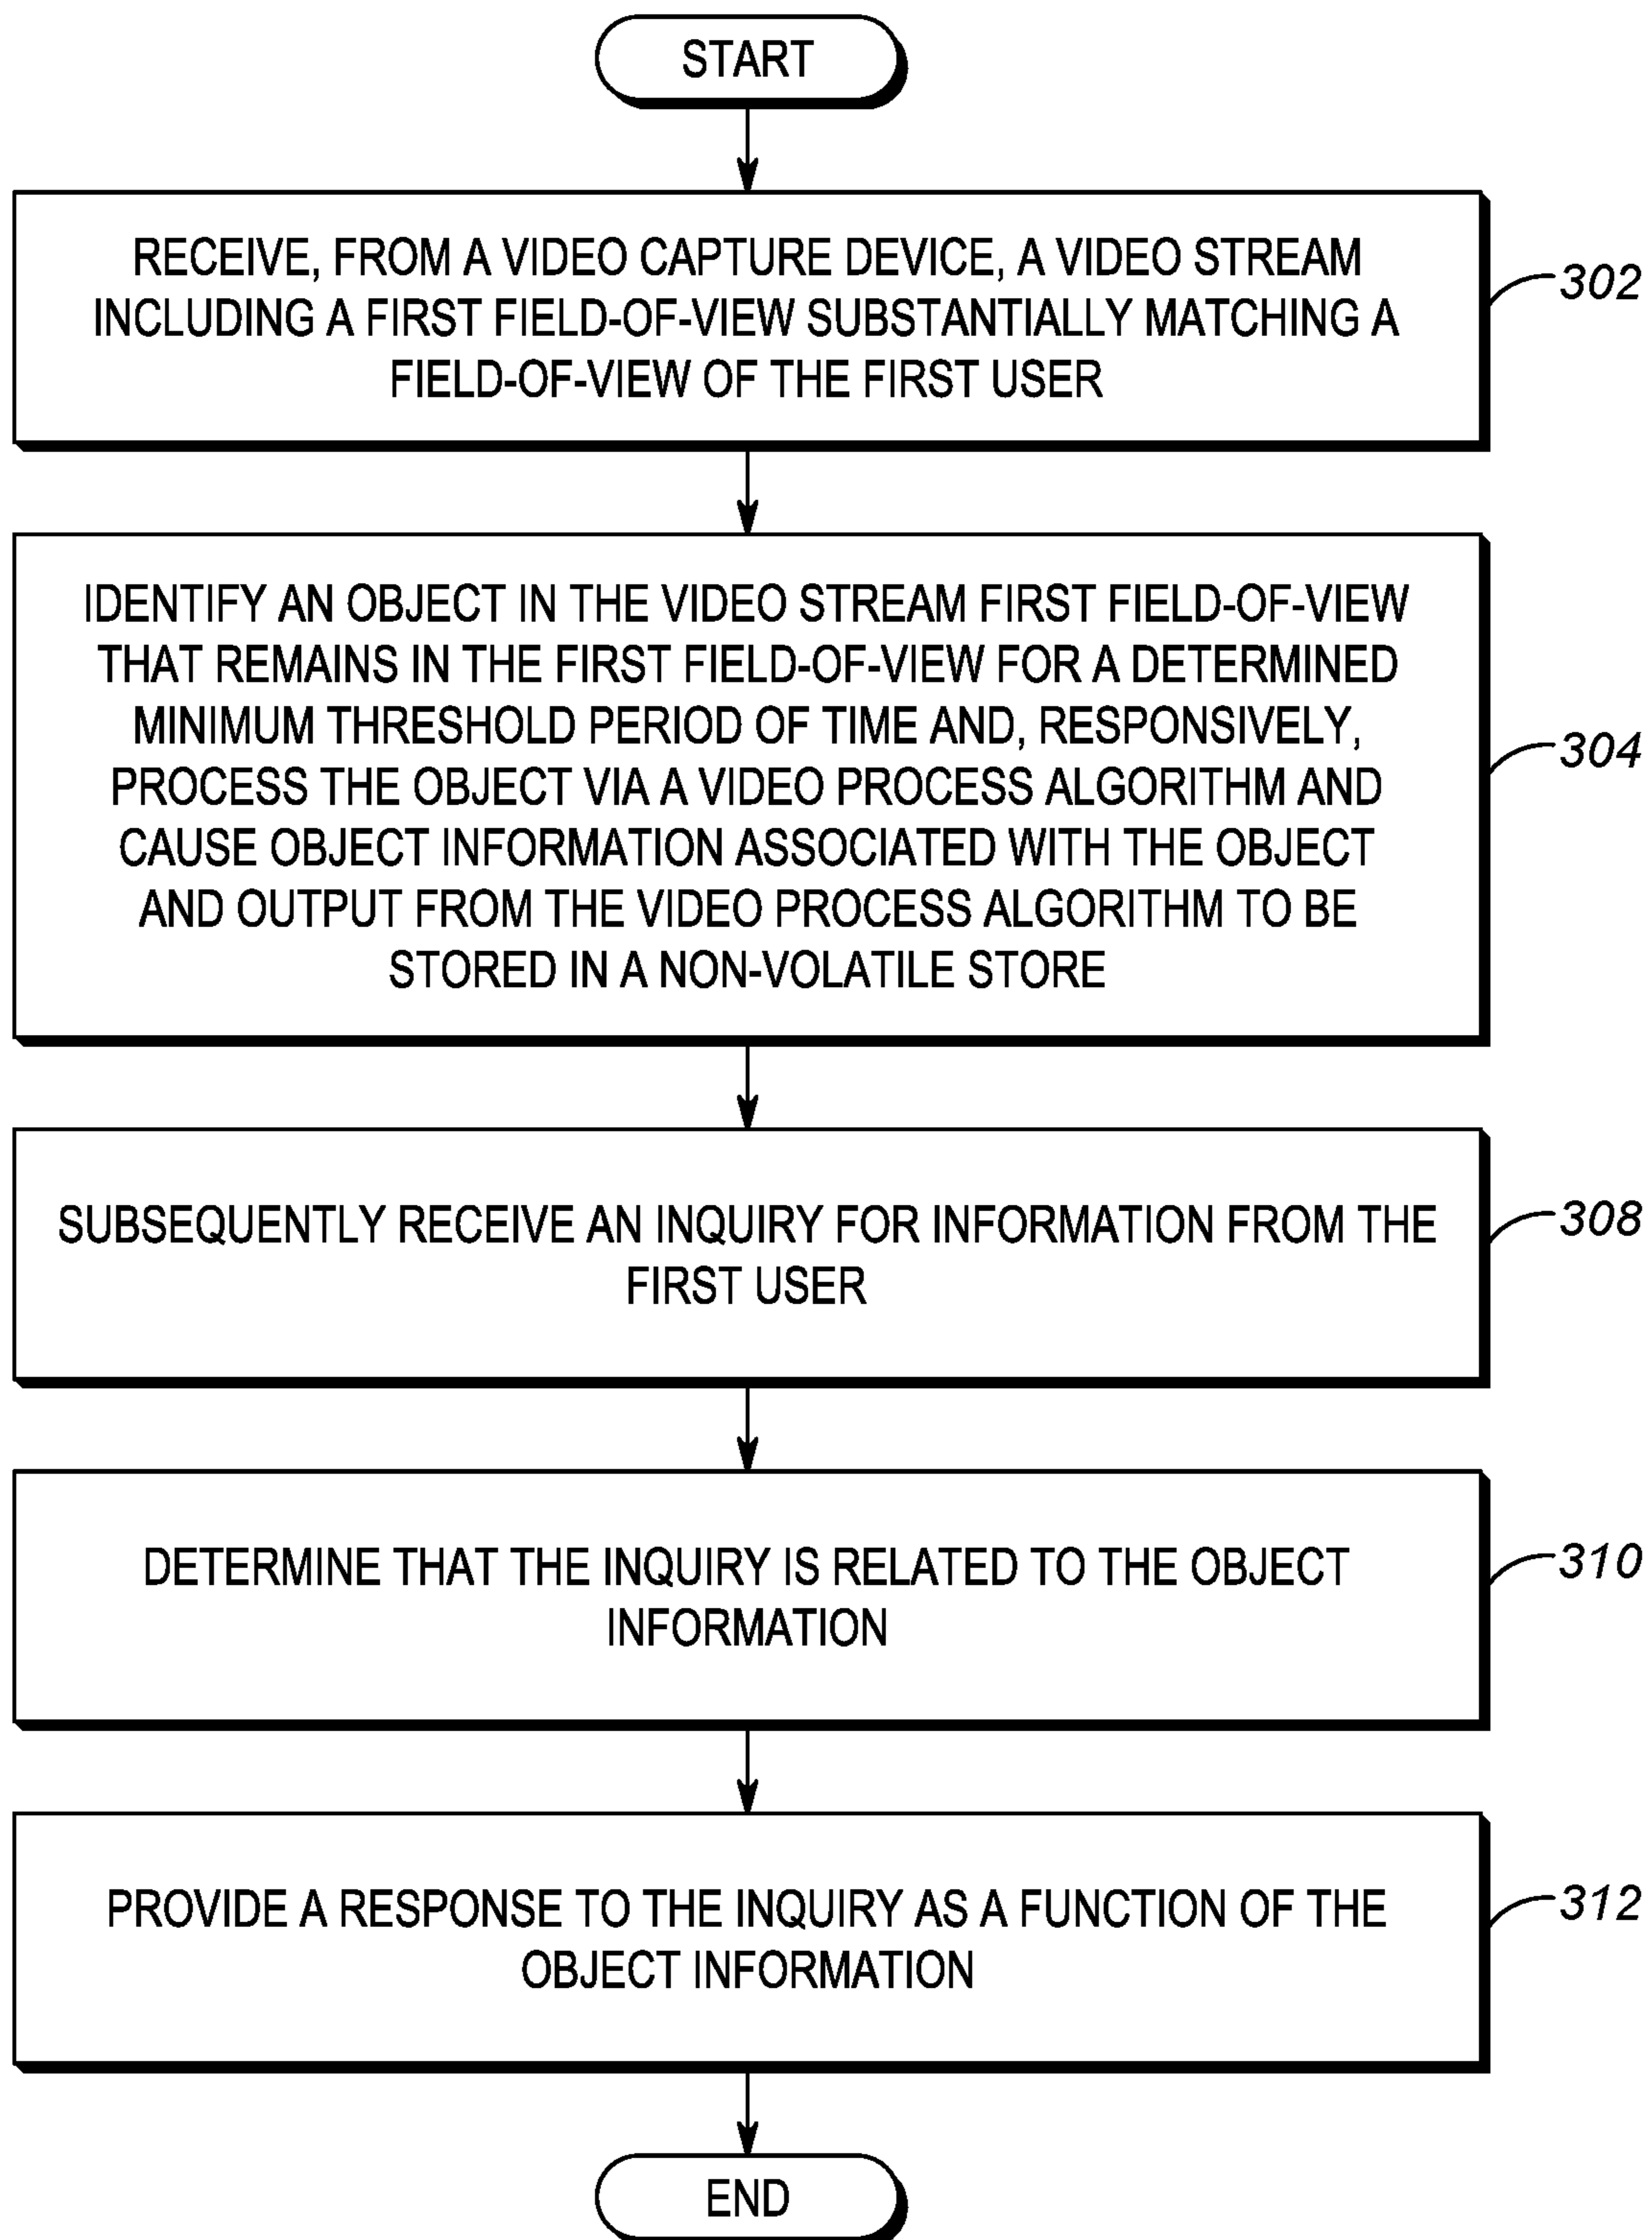 START
RECEIVE, FROM A VIDEO CAPTURE DEVICE, A VIDEO STREAM
INCLUDING A FIRST FIELD-OF-VIEW SUBSTANTIALLY MATCHING A
FIELD-OF-VIEW OF THE FIRST USER
302
IDENTIFY AN OBJECT IN THE VIDEO STREAM FIRST FIELD-OF-VIEW
THAT REMAINS IN THE FIRST FIELD-OF-VIEW FOR A DETERMINED
MINIMUM THRESHOLD PERIOD OF TIME AND, RESPONSIVELY,
PROCESS THE OBJECT VIA A VIDEO PROCESS ALGORITHM AND
CAUSE OBJECT INFORMATION ASSOCIATED WITH THE OBJECT
AND OUTPUT FROM THE VIDEO PROCESS ALGORITHM TO BE
STORED IN A NON-VOLATILE STORE
304
SUBSEQUENTLY RECEIVE AN INQUIRY FOR INFORMATION FROM THE
FIRST USER
308
DETERMINE THAT THE INQUIRY IS RELATED TO THE OBJECT
INFORMATION
310
PROVIDE A RESPONSE TO THE INQUIRY AS A FUNCTION OF THE
OBJECT INFORMATION
312
END